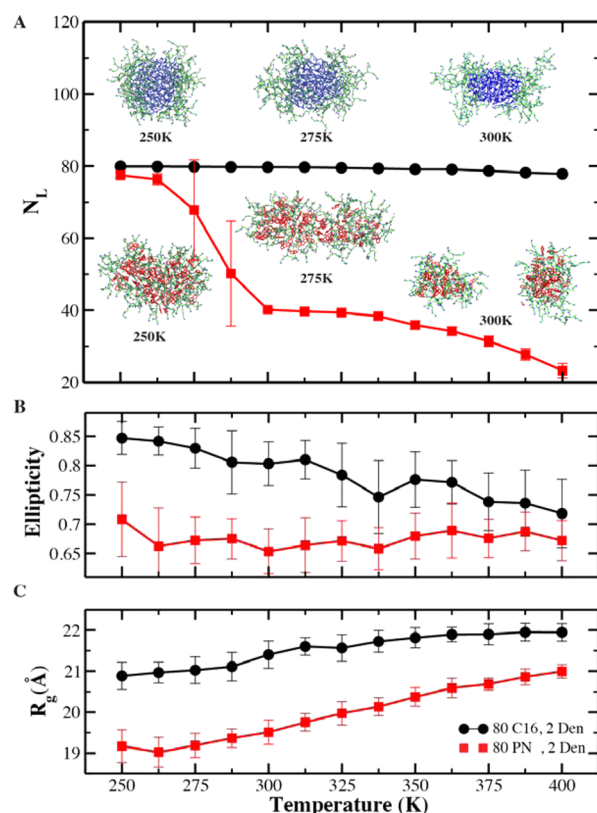 A
120
100
80
60
40
20
N_L
250K
275K
300K
250K
275K
300K
B
0.85
0.8
0.75
0.7
0.65
Ellipticity
C
22
21
20
19
R_g(Å)
80 C16, 2 Den
80 PN , 2 Den
250 275 300 325 350 375 400
Temperature (K)